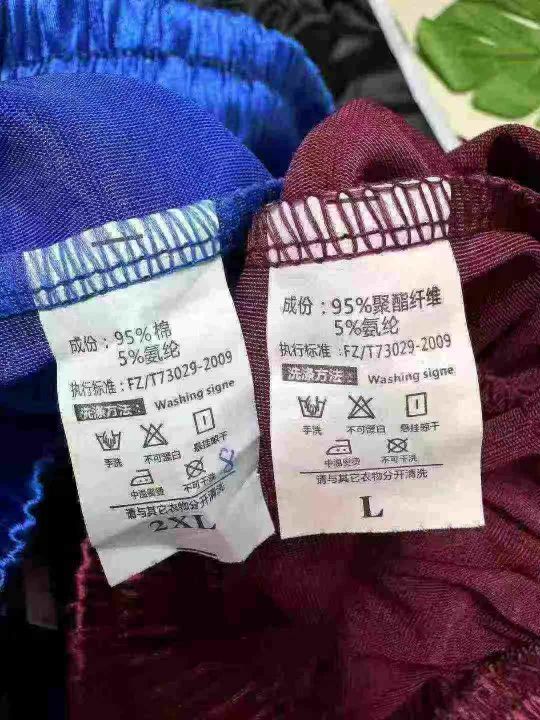 成份：95%棉
5%氨纶
执行标准：FZ/T73029-2009
洗涤方法： Washing signe
手洗 不可漂白 悬挂晾干
中温熨烫 不可干洗
请与其它衣物分开清洗
2XL
8
成份：95%聚酯纤维
5%氨纶
执行标准：FZ/T73029-2009
洗涤方法： Washing signe
手洗 不可漂白 悬挂晾干
中温熨烫 不可干洗
请与其它衣物分开清洗
L